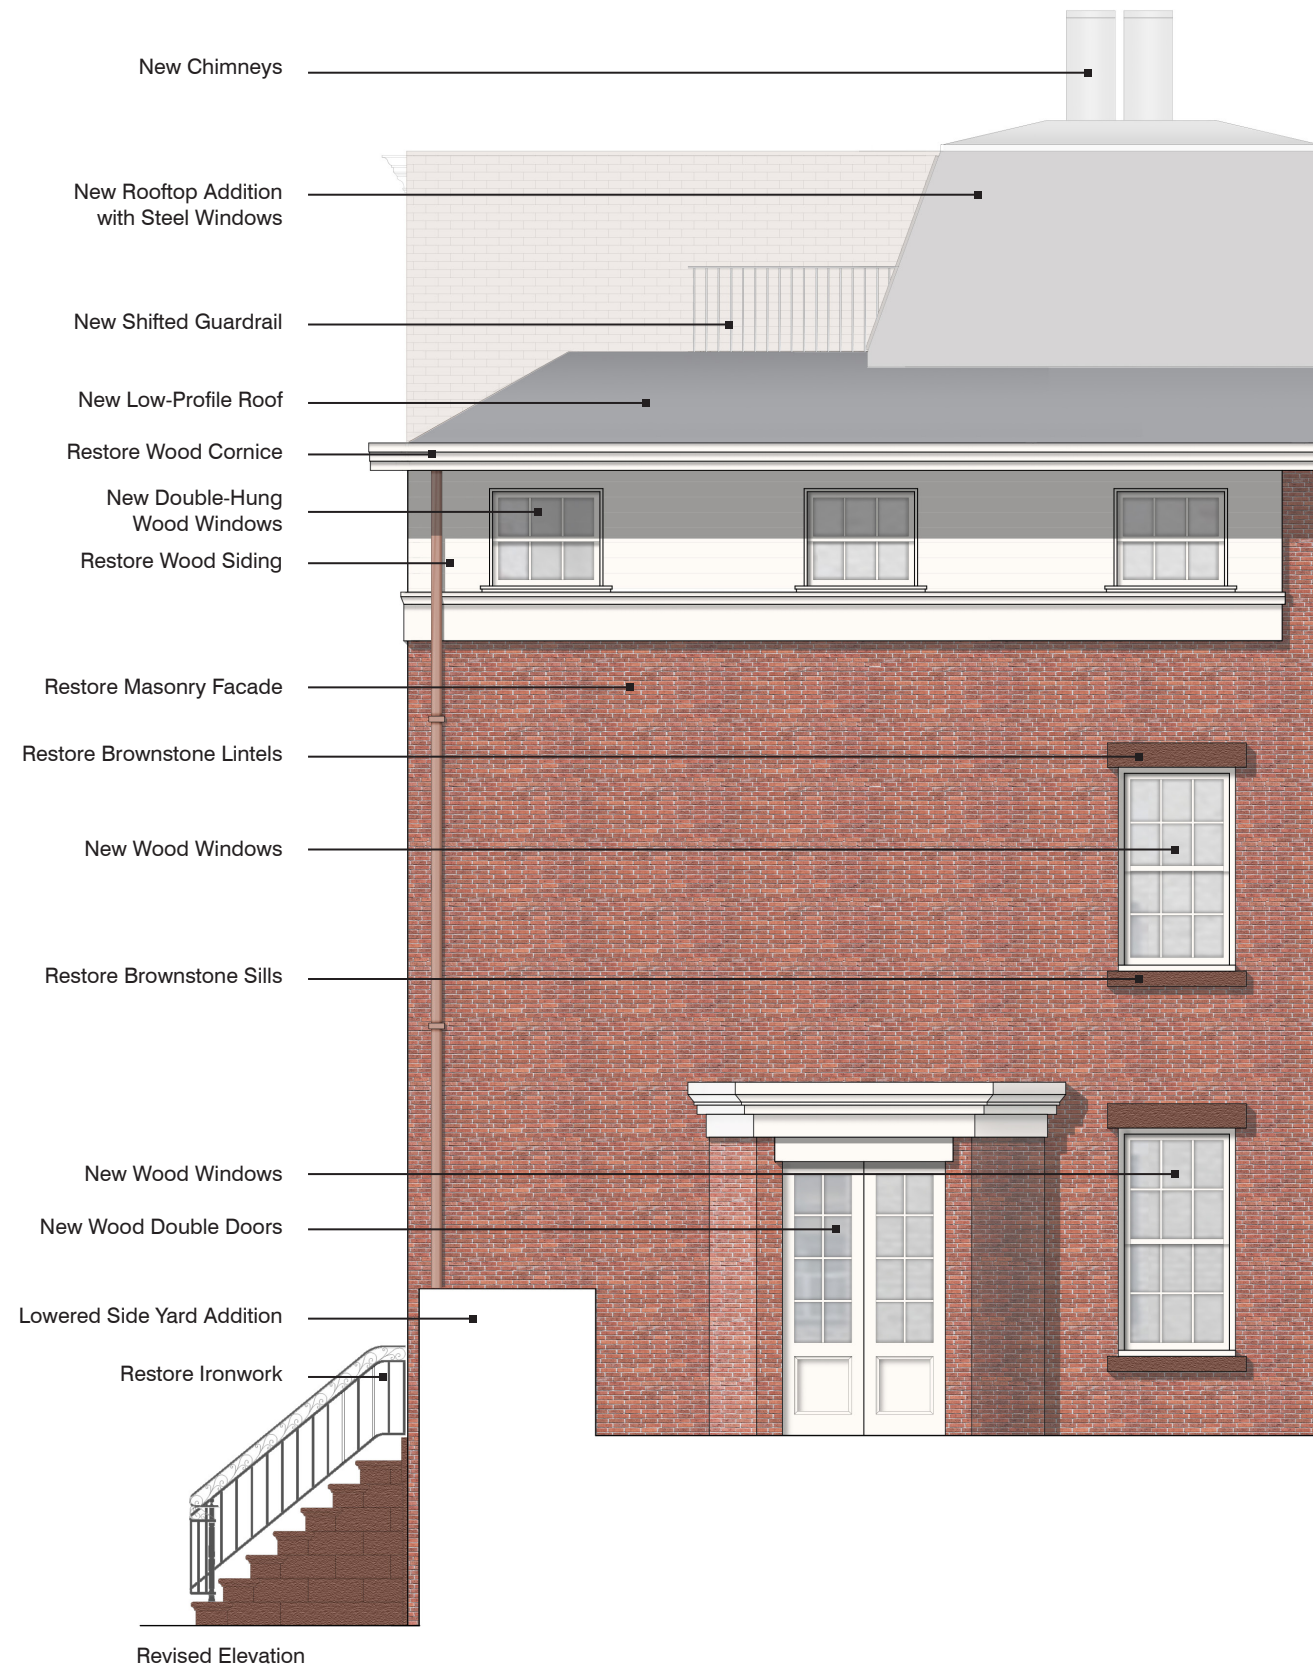 New Chimneys
New Rooftop Addition
with Steel Windows
New Shifted Guardrail
New Low-Profile Roof
Restore Wood Cornice
New Double-Hung
Wood Windows
Restore Wood Siding
Restore Masonry Facade
Restore Brownstone Lintels
New Wood Windows
Restore Brownstone Sills
New Wood Windows
New Wood Double Doors
Lowered Side Yard Addition
Restore Ironwork
Revised Elevation